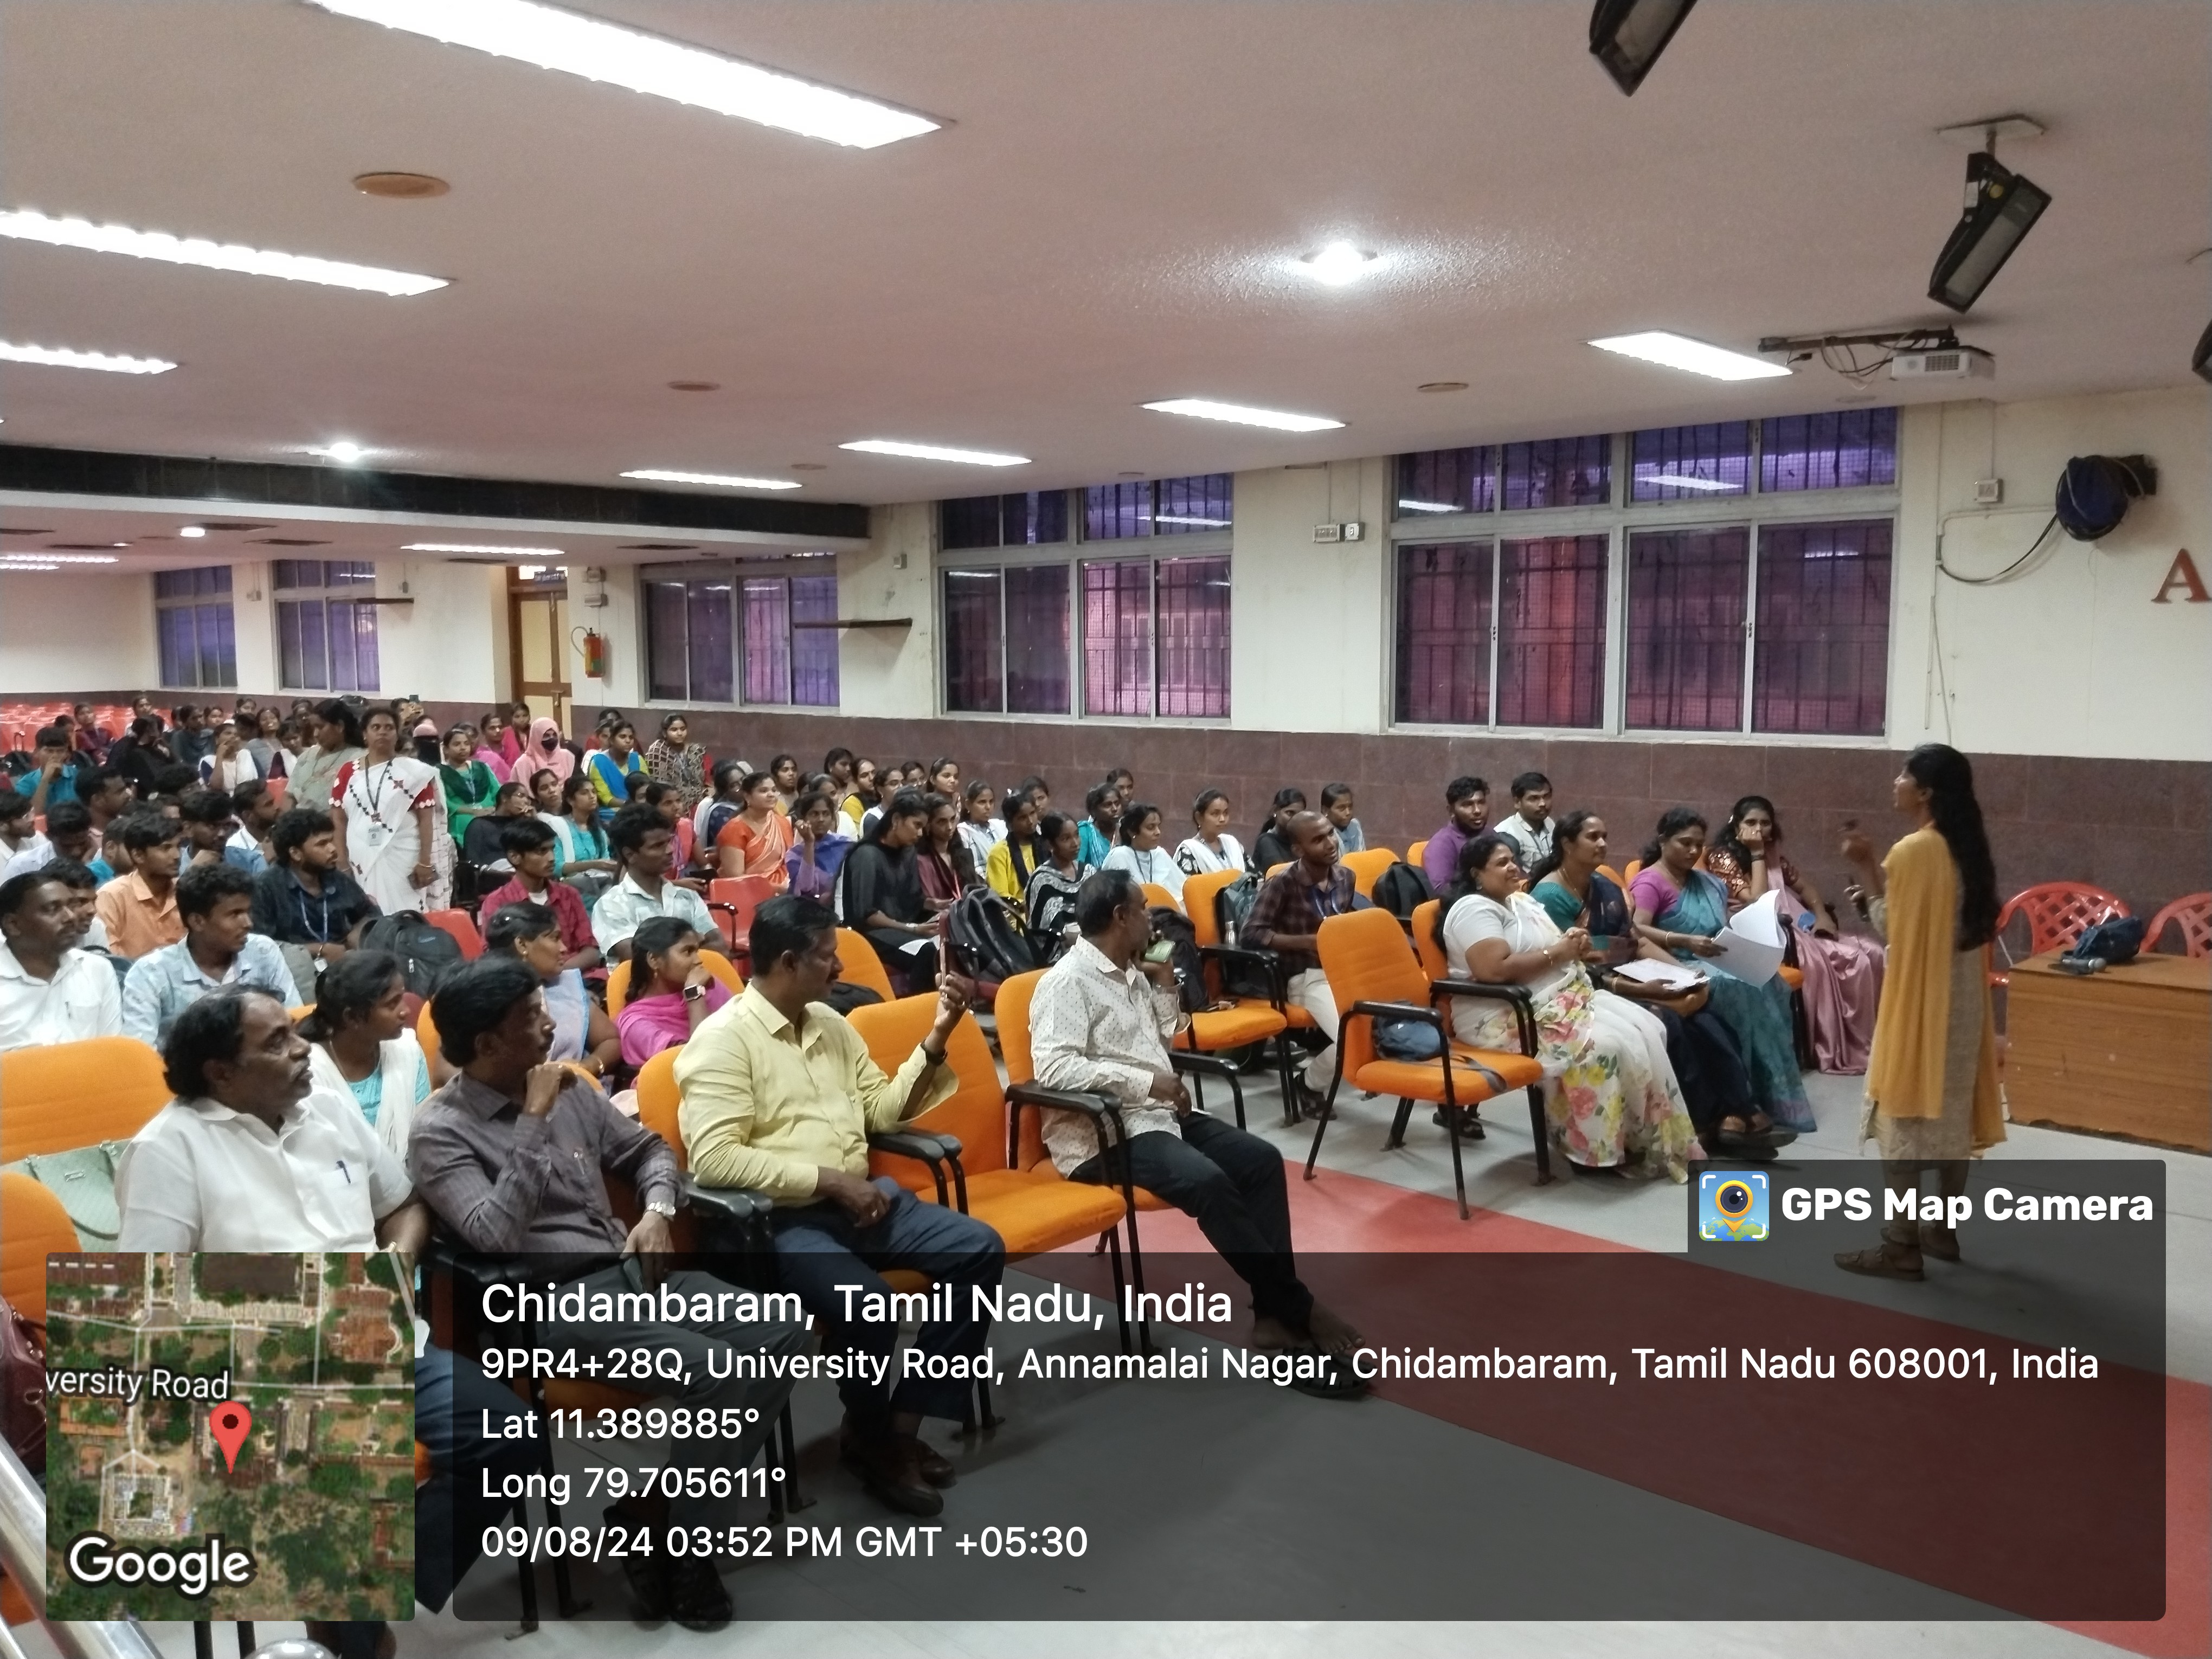 A
GPS Map Camera
versity Road
Google
Chidambaram, Tamil Nadu, India
9PR4+28Q, University Road, Annamalai Nagar, Chidambaram, Tamil Nadu 608001, India
Lat 11.389885°
Long 79.705611°
09/08/24 03:52 PM GMT +05:30